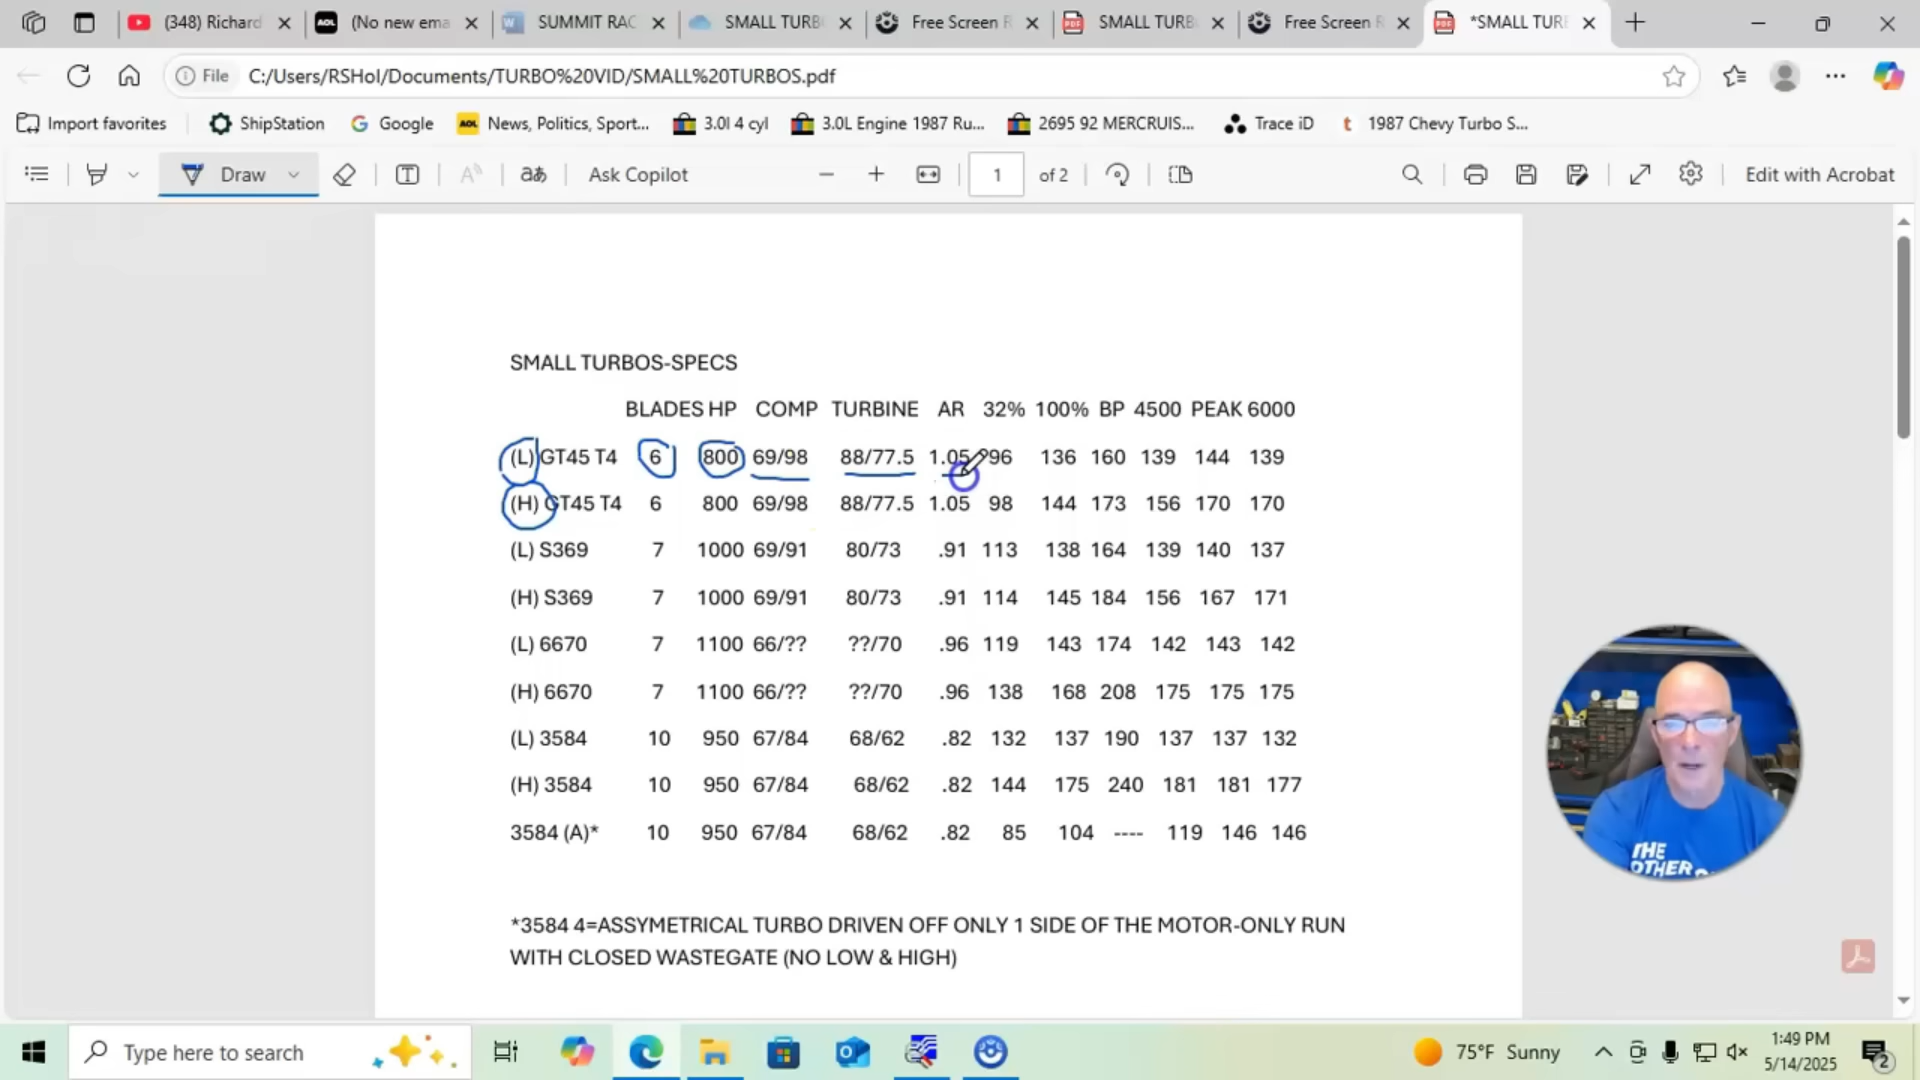 (348) Richard
(No new ema
SUMMIT RAC
SMALL TURB
Free Screen R
SMALL TURB
Free Screen R
*SMALL TURB
File
C:/Users/RSHol/Documents/TURBO%20VID/SMALL%20TURBOS.pdf
Import favorites
ShipStation
Google
AOL
News, Politics, Sport...
3.0l 4 cyl
3.0L Engine 1987 Ru...
2695 92 MERCRUIS...
Trace iD
1987 Chevy Turbo S...
Draw
Ask Copilot
1 of 2
Edit with Acrobat
SMALL TURBOS-SPECS
BLADES HP COMP TURBINE AR 32% 100% BP 4500 PEAK 6000
(L) GT45 T4 6 800 69/98 88/77.5 1.05 96 136 160 139 144 139
(H) GT45 T4 6 800 69/98 88/77.5 1.05 98 144 173 156 170 170
(L) S369 7 1000 69/91 80/73 .91 113 138 164 139 140 137
(H) S369 7 1000 69/91 80/73 .91 114 145 184 156 167 171
(L) 6670 7 1100 66/?? ??/70 .96 119 143 174 142 143 142
(H) 6670 7 1100 66/?? ??/70 .96 138 168 208 175 175 175
(L) 3584 10 950 67/84 68/62 .82 132 137 190 137 137 132
(H) 3584 10 950 67/84 68/62 .82 144 175 240 181 181 177
3584 (A)* 10 950 67/84 68/62 .82 85 104 ---- 119 146 146
*3584 4=ASSYMETRICAL TURBO DRIVEN OFF ONLY 1 SIDE OF THE MOTOR-ONLY RUN
WITH CLOSED WASTEGATE (NO LOW & HIGH)
THE
Type here to search
75°F Sunny
1:49 PM
5/14/2025
2